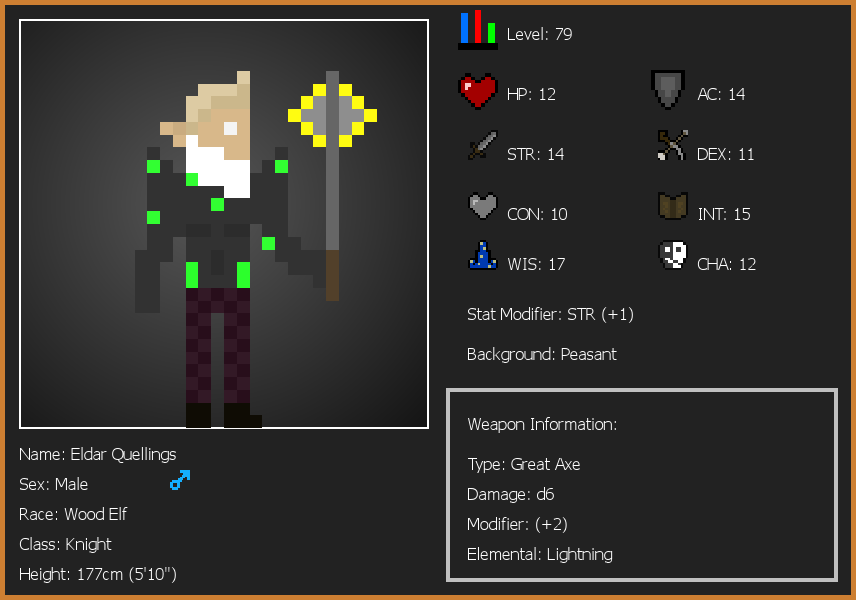 Level: 79
HP: 12
AC: 14
STR: 14
DEX: 11
CON: 10
INT: 15
WIS: 17
CHA: 12
Stat Modifier: STR (+1)
Background: Peasant
Weapon Information:
Type: Great Axe
Damage: d6
Modifier: (+2)
Elemental: Lightning
Name: Eldar Quellings
Sex: Male
Race: Wood Elf
Class: Knight
Height: 177cm (5'10")